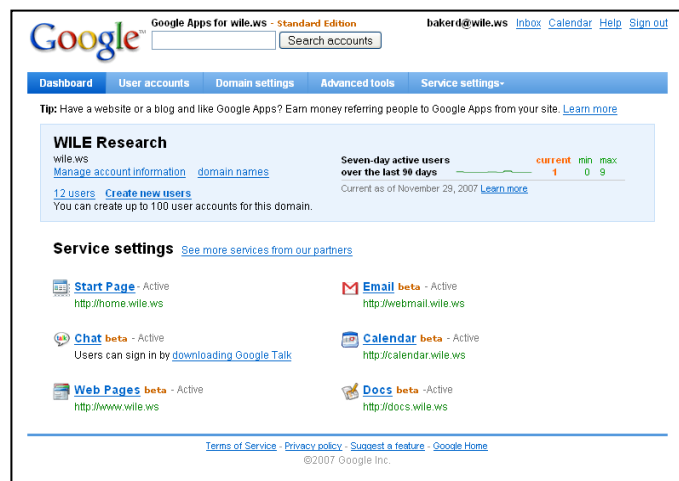 Google™
Google Apps for wile.ws - Standard Edition
Search accounts
bakerd@wile.ws Inbox Calendar Help Sign out
Dashboard User accounts Domain settings Advanced tools Service settings
Tip: Have a website or a blog and like Google Apps? Earn money referring people to Google Apps from your site. Learn more
WILE Research
wile.ws
Manage account information domain names
12 users Create new users
You can create up to 100 user accounts for this domain.
Seven-day active users
over the last 90 days
current min max
1 0 9
Current as of November 29, 2007 Learn more
Service settings See more services from our partners
Start Page - Active
http://home.wile.ws
Email beta - Active
http://webmail.wile.ws
Chat beta - Active
Users can sign in by downloading Google Talk
Calendar beta - Active
http://calendar.wile.ws
Web Pages beta - Active
http://www.wile.ws
Docs beta -Active
http://docs.wile.ws
Terms of Service - Privacy policy - Suggest a feature - Google Home
©2007 Google Inc.